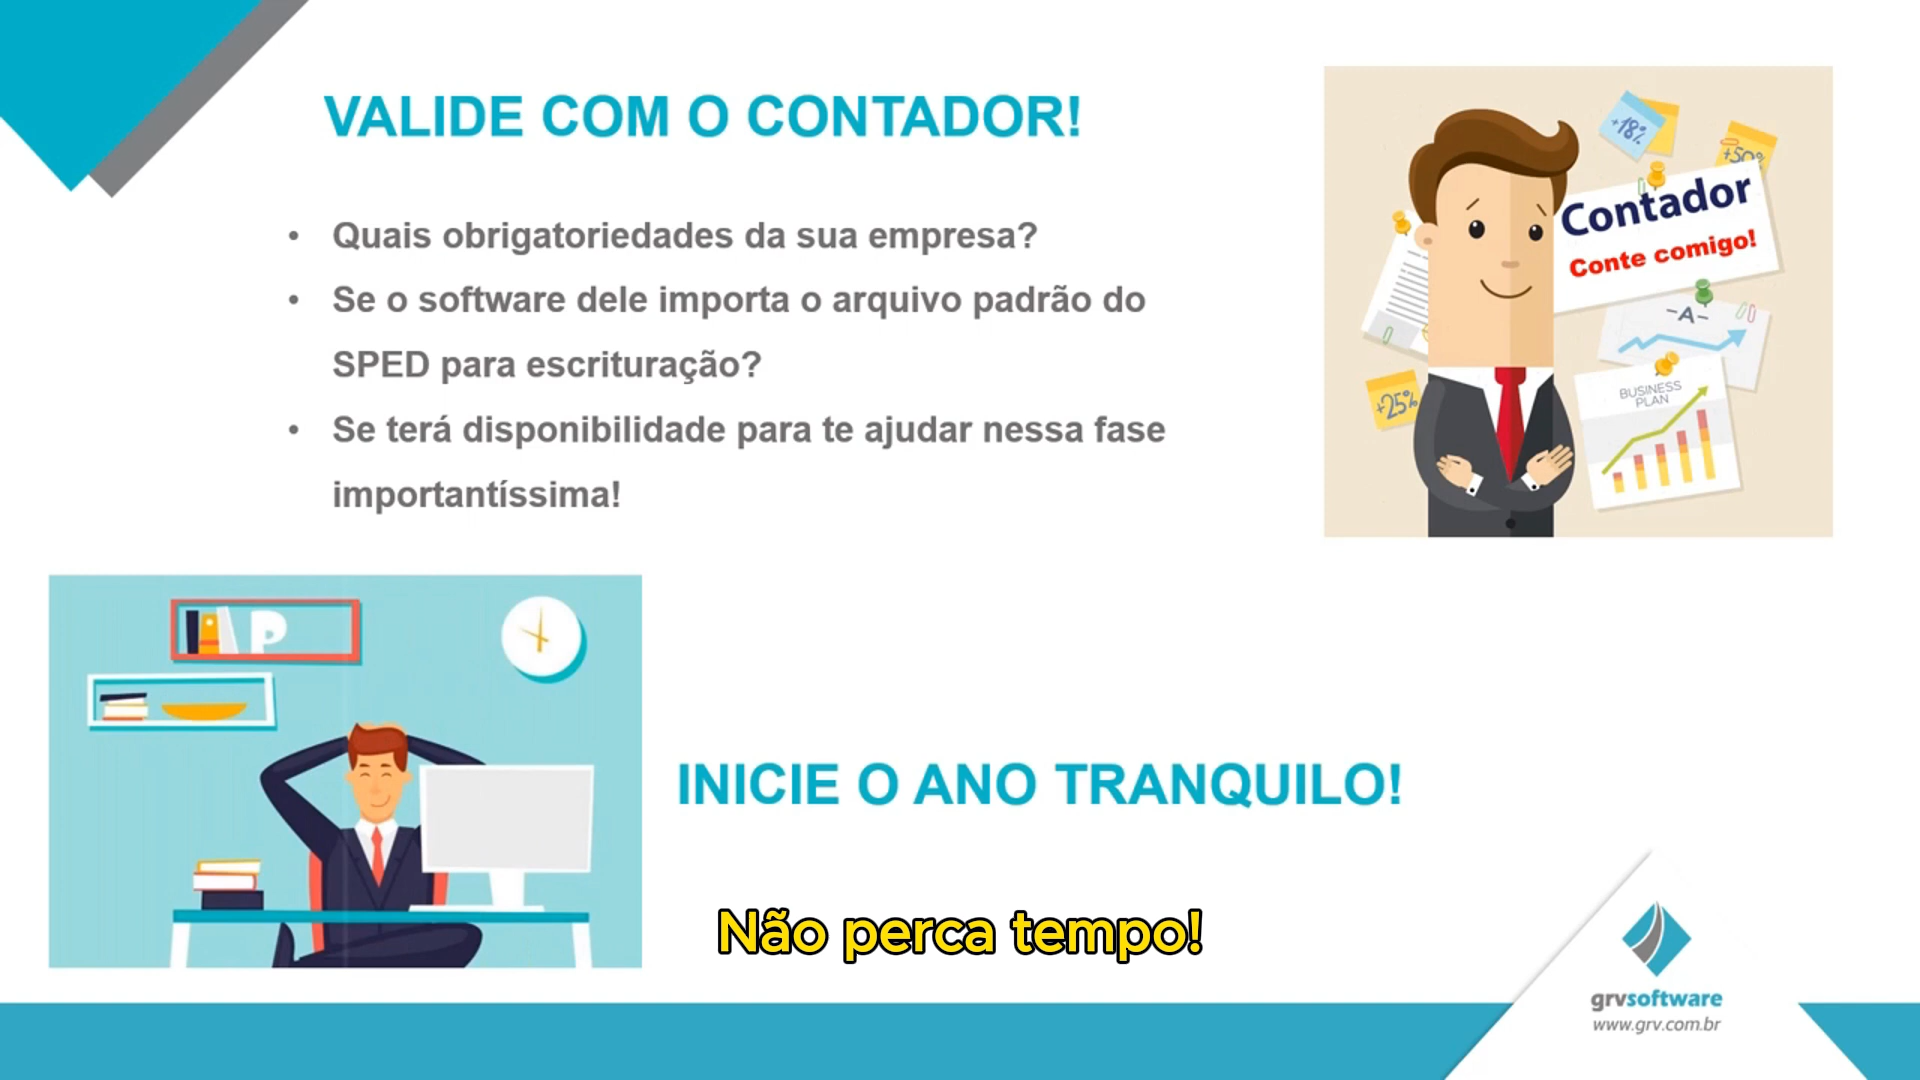 VALIDE COM O CONTADOR!
• Quais obrigatoriedades da sua empresa?
• Se o software dele importa o arquivo padrão do
SPED para escrituração?
• Se terá disponibilidade para te ajudar nessa fase
importantíssima!
+18%
+50%
Contador
Conte comigo!
-A-
+25%
BUSINESS
PLAN
P
INICIE O ANO TRANQUILO!
Não perca tempo!
grvsoftware
www.grv.com.br